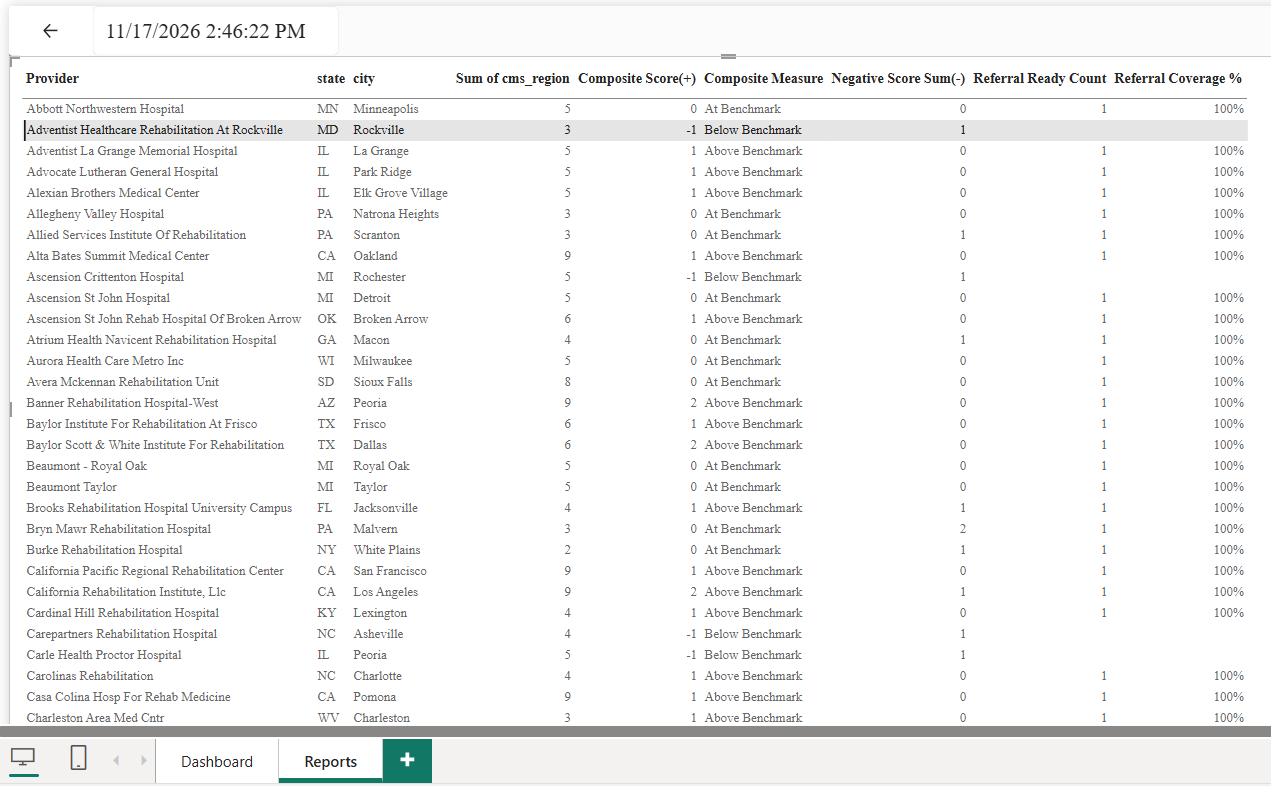 11/17/2026 2:46:22 PM
Provider state city Sum of cms_region Composite Score(+) Composite Measure Negative Score Sum(-) Referral Ready Count Referral Coverage %
Abbott Northwestern Hospital MN Minneapolis 5 0 At Benchmark 0 1 100%
Adventist Healthcare Rehabilitation At Rockville MD Rockville 3 -1 Below Benchmark 1
Adventist La Grange Memorial Hospital IL La Grange 5 1 Above Benchmark 0 1 100%
Advocate Lutheran General Hospital IL Park Ridge 5 1 Above Benchmark 0 1 100%
Alexian Brothers Medical Center IL Elk Grove Village 5 1 Above Benchmark 0 1 100%
Allegheny Valley Hospital PA Natrona Heights 3 0 At Benchmark 0 1 100%
Allied Services Institute Of Rehabilitation PA Scranton 3 0 At Benchmark 1 1 100%
Alta Bates Summit Medical Center CA Oakland 9 1 Above Benchmark 0 1 100%
Ascension Crittenton Hospital MI Rochester 5 -1 Below Benchmark 1
Ascension St John Hospital MI Detroit 5 0 At Benchmark 0 1 100%
Ascension St John Rehab Hospital Of Broken Arrow OK Broken Arrow 6 1 Above Benchmark 0 1 100%
Atrium Health Navicent Rehabilitation Hospital GA Macon 4 0 At Benchmark 1 1 100%
Aurora Health Care Metro Inc WI Milwaukee 5 0 At Benchmark 0 1 100%
Avera Mckennan Rehabilitation Unit SD Sioux Falls 8 0 At Benchmark 0 1 100%
Banner Rehabilitation Hospital-West AZ Peoria 9 2 Above Benchmark 0 1 100%
Baylor Institute For Rehabilitation At Frisco TX Frisco 6 1 Above Benchmark 0 1 100%
Baylor Scott & White Institute For Rehabilitation TX Dallas 6 2 Above Benchmark 0 1 100%
Beaumont - Royal Oak MI Royal Oak 5 0 At Benchmark 0 1 100%
Beaumont Taylor MI Taylor 5 0 At Benchmark 0 1 100%
Brooks Rehabilitation Hospital University Campus FL Jacksonville 4 1 Above Benchmark 1 1 100%
Bryn Mawr Rehabilitation Hospital PA Malvern 3 0 At Benchmark 2 1 100%
Burke Rehabilitation Hospital NY White Plains 2 0 At Benchmark 1 1 100%
California Pacific Regional Rehabilitation Center CA San Francisco 9 1 Above Benchmark 0 1 100%
California Rehabilitation Institute, Llc CA Los Angeles 9 2 Above Benchmark 1 1 100%
Cardinal Hill Rehabilitation Hospital KY Lexington 4 1 Above Benchmark 0 1 100%
Carepartners Rehabilitation Hospital NC Asheville 4 -1 Below Benchmark 1
Carle Health Proctor Hospital IL Peoria 5 -1 Below Benchmark 1
Carolinas Rehabilitation NC Charlotte 4 1 Above Benchmark 0 1 100%
Casa Colina Hosp For Rehab Medicine CA Pomona 9 1 Above Benchmark 0 1 100%
Charleston Area Med Cntr WV Charleston 3 1 Above Benchmark 0 1 100%
Dashboard Reports +